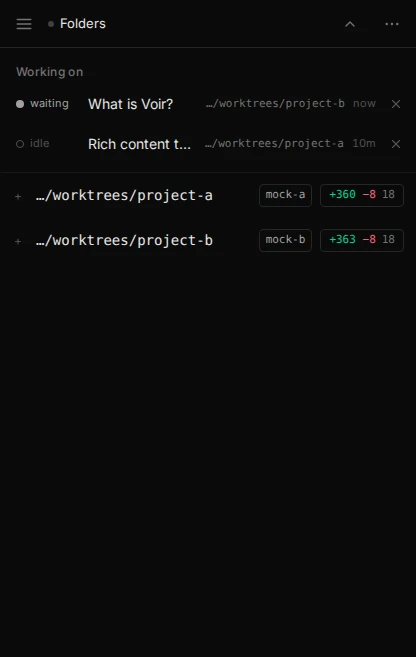 Folders
Working on
waiting What is Voir? …/worktrees/project-b now
idle Rich content t... …/worktrees/project-a 10m
+ …/worktrees/project-a mock-a +360 −8 18
+ …/worktrees/project-b mock-b +363 −8 18